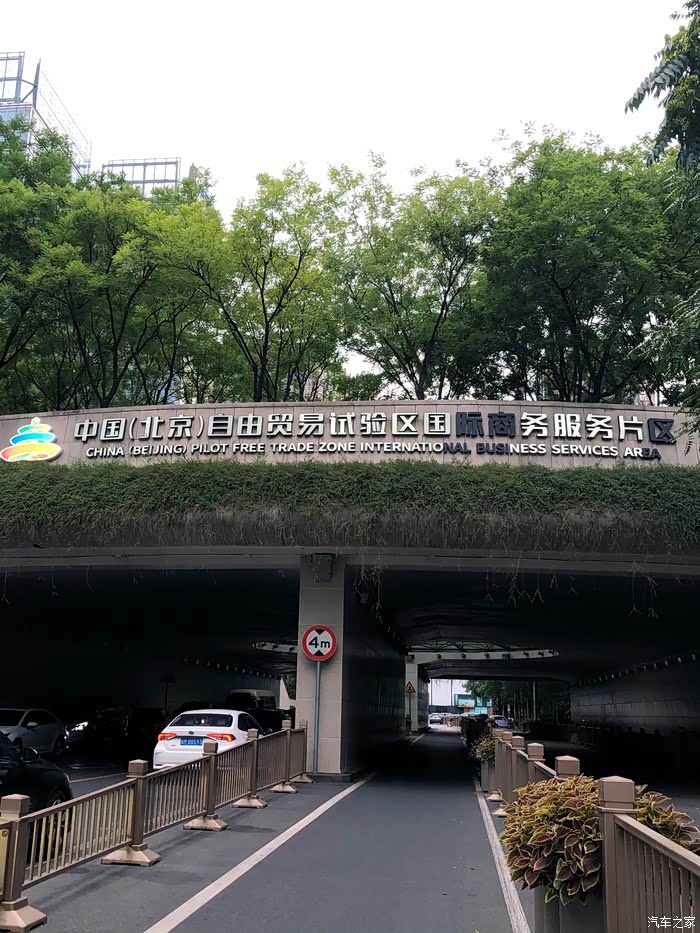 中国(北京)自由贸易试验区国际商务服务片区
CHINA (BEIJING) PILOT FREE TRADE ZONE INTERNATIONAL BUSINESS SERVICES AREA
4m
汽车之家